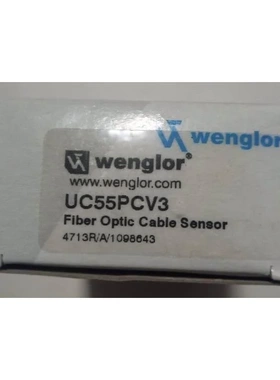 wenglor
wenglor®
www.wenglor.com
UC55PCV3
Fiber Optic Cable Sensor
4713R/A/1098643